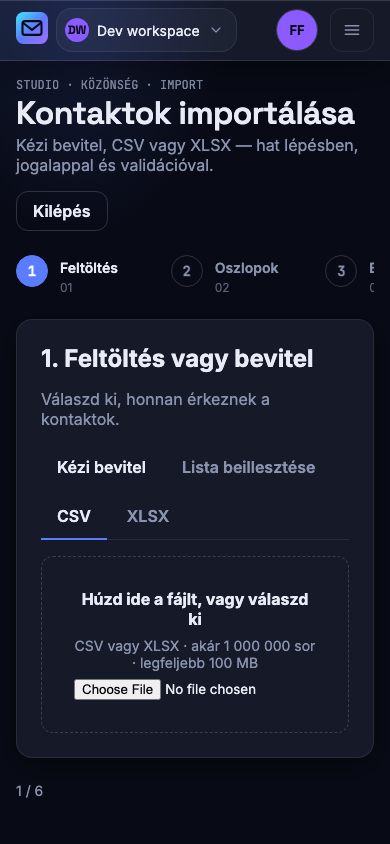 DW Dev workspace FF
STUDIO · KÖZÖNSÉG · IMPORT
Kontaktok importálása
Kézi bevitel, CSV vagy XLSX — hat lépésben,
jogalappal és validációval.
Kilépés
1 Feltöltés 2 Oszlopok 3
01 02
1. Feltöltés vagy bevitel
Válaszd ki, honnan érkeznek a
kontaktok.
Kézi bevitel Lista beillesztése
CSV XLSX
Húzd ide a fájlt, vagy válaszd
ki
CSV vagy XLSX · akár 1 000 000 sor
· legfeljebb 100 MB
Choose File No file chosen
1 / 6